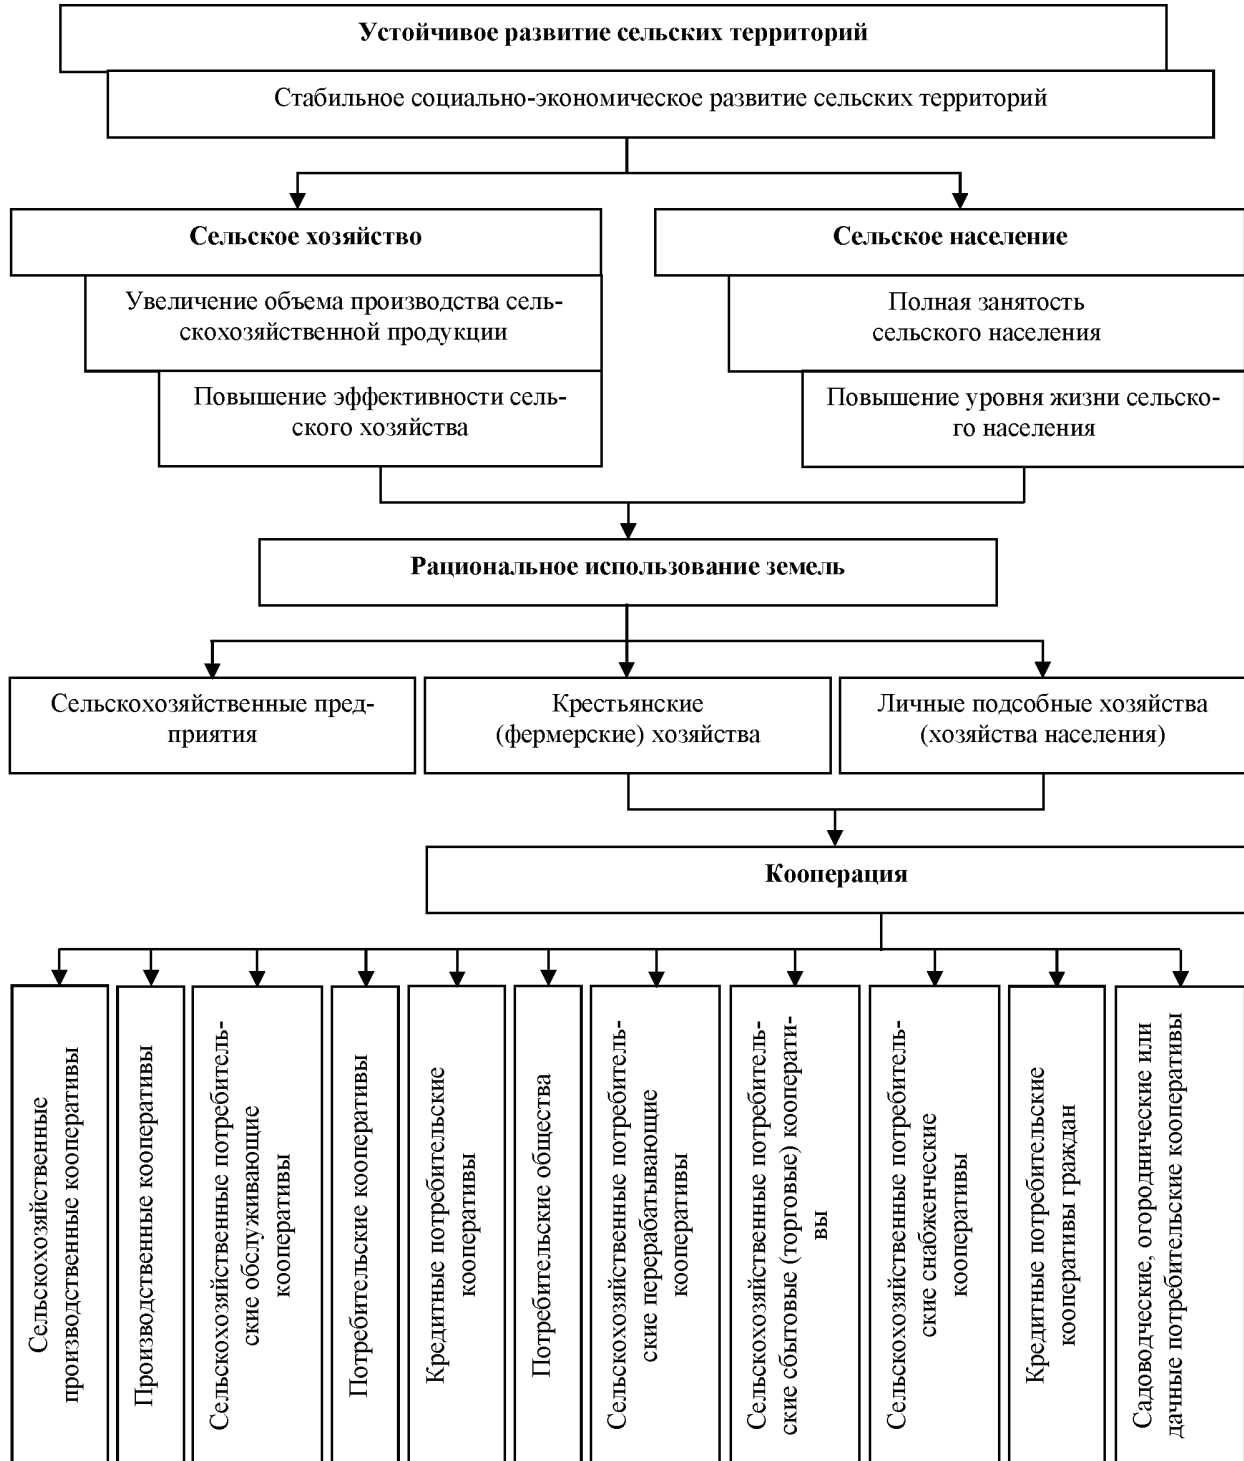 Устойчивое развитие сельских территорий
Стабильное социально-экономическое развитие сельских территорий
Сельское хозяйство
Сельское население
Увеличение объема производства сель-
скохозяйственной продукции
Полная занятость
сельского населения
Повышение эффективности сель-
ского хозяйства
Повышение уровня жизни сельско-
го населения
Рациональное использование земель
Сельскохозяйственные пред-
приятия
Крестьянские
(фермерские) хозяйства
Личные подсобные хозяйства
(хозяйства населения)
Кооперация
Сельскохозяйственные
производственные кооперативы
Производственные кооперативы
Сельскохозяйственные потребитель-
ские обслуживающие
кооперативы
Потребительские кооперативы
Кредитные потребительские
кооперативы
Потребительские общества
Сельскохозяйственные потребитель-
ские перерабатывающие
кооперативы
Сельскохозяйственные потребитель-
ские сбытовые (торговые) кооперати-
вы
Сельскохозяйственные потребитель-
ские снабженческие
кооперативы
Кредитные потребительские
кооперативы граждан
Садоводческие, огороднические или
дачные потребительские кооперативы